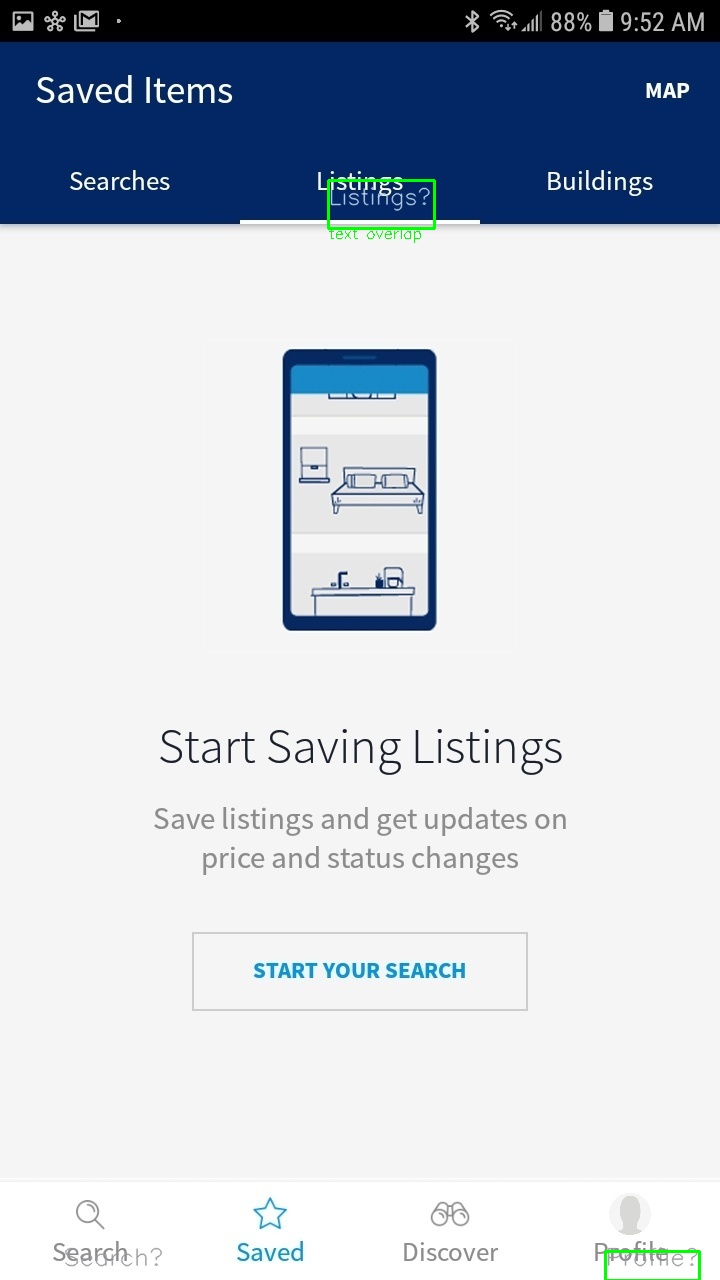 88% 9:52 AM
Saved Items
MAP
Searches
Listings
Buildings
Listings?
text overlap
Start Saving Listings
Save listings and get updates on
price and status changes
START YOUR SEARCH
Search
Search?
Saved
Discover
Profile
Profile?